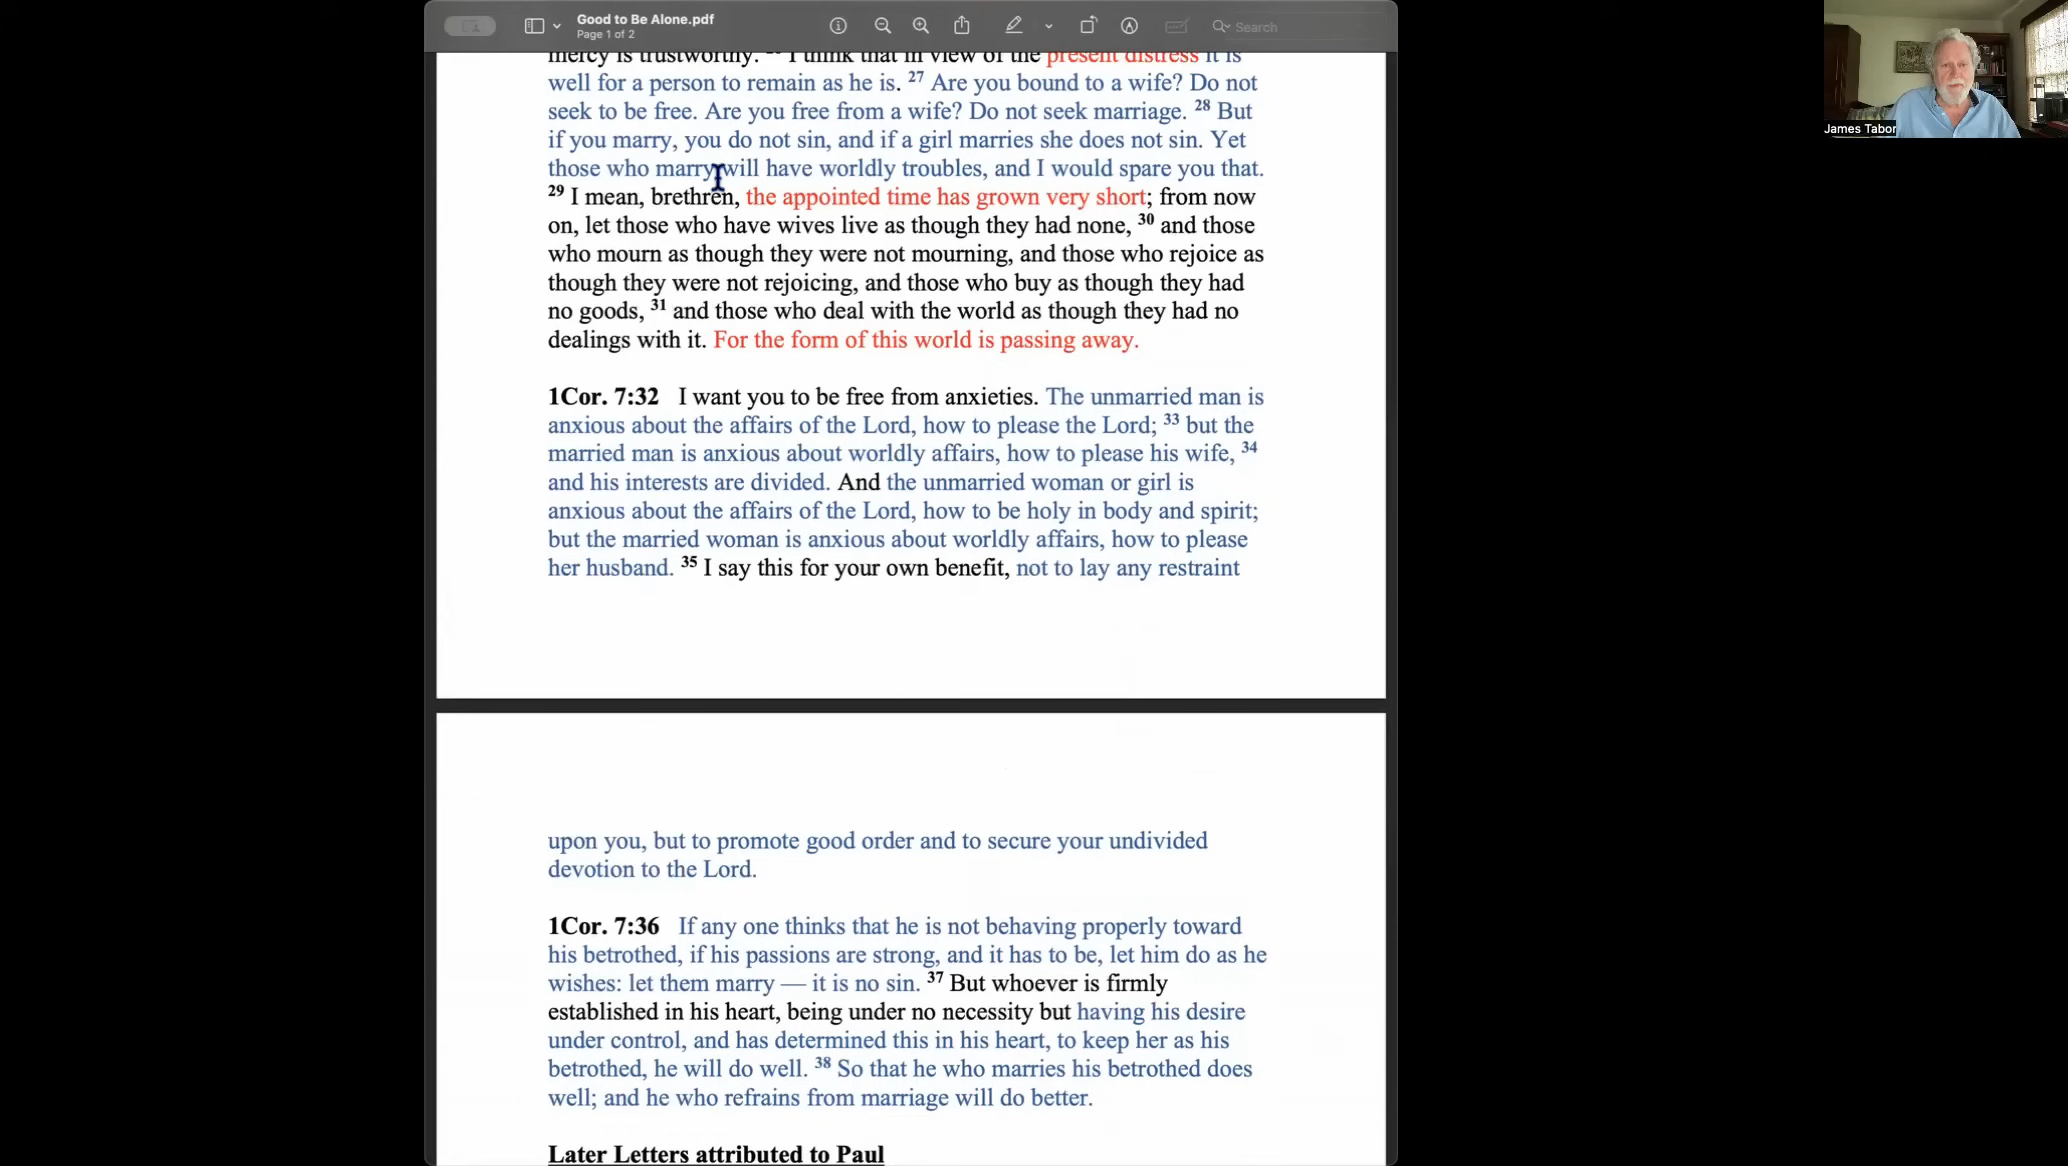 Good to Be Alone.pdf
Page 1 of 2
Search
James Tabor
mercy is trustworthy. I think that in view of the present distress it is
well for a person to remain as he is. 27 Are you bound to a wife? Do not
seek to be free. Are you free from a wife? Do not seek marriage. 28 But
if you marry, you do not sin, and if a girl marries she does not sin. Yet
those who marry will have worldly troubles, and I would spare you that.
29 I mean, brethren, the appointed time has grown very short; from now
on, let those who have wives live as though they had none, 30 and those
who mourn as though they were not mourning, and those who rejoice as
though they were not rejoicing, and those who buy as though they had
no goods, 31 and those who deal with the world as though they had no
dealings with it. For the form of this world is passing away.
1Cor. 7:32 I want you to be free from anxieties. The unmarried man is
anxious about the affairs of the Lord, how to please the Lord; 33 but the
married man is anxious about worldly affairs, how to please his wife, 34
and his interests are divided. And the unmarried woman or girl is
anxious about the affairs of the Lord, how to be holy in body and spirit;
but the married woman is anxious about worldly affairs, how to please
her husband. 35 I say this for your own benefit, not to lay any restraint
upon you, but to promote good order and to secure your undivided
devotion to the Lord.
1Cor. 7:36 If any one thinks that he is not behaving properly toward
his betrothed, if his passions are strong, and it has to be, let him do as he
wishes: let them marry — it is no sin. 37 But whoever is firmly
established in his heart, being under no necessity but having his desire
under control, and has determined this in his heart, to keep her as his
betrothed, he will do well. 38 So that he who marries his betrothed does
well; and he who refrains from marriage will do better.
Later Letters attributed to Paul